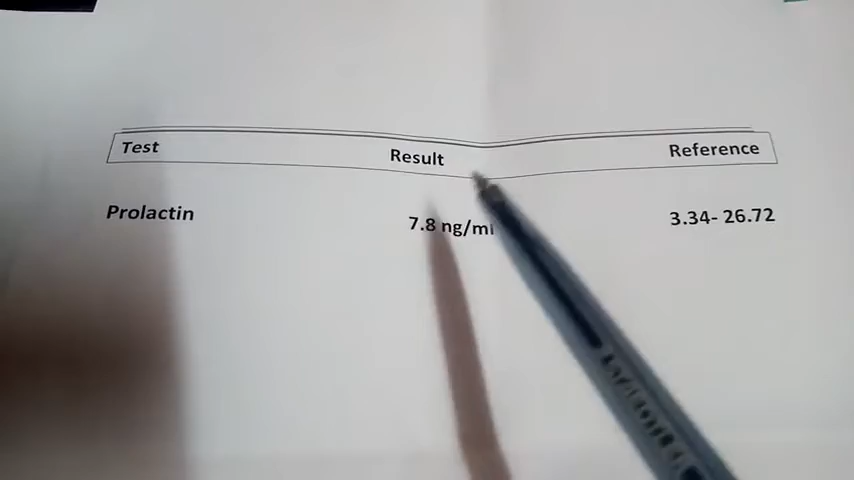 Test Result Reference
Prolactin 7.8 ng/ml 3.34- 26.72